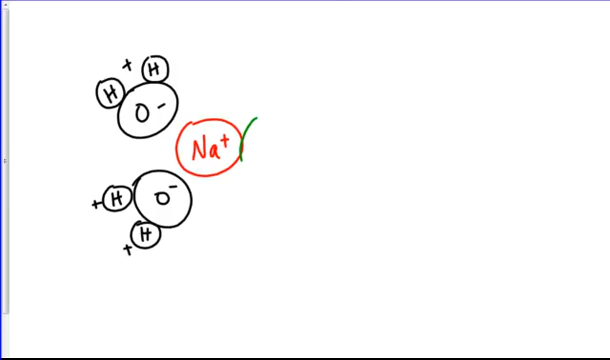 + H
H
O-
Na+
+ H O-
H
+